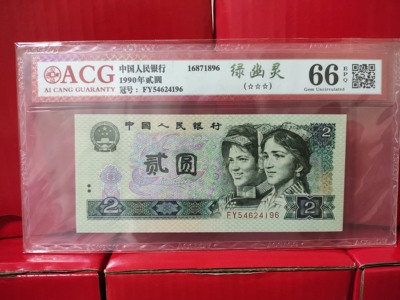 ACG
AI CANG GUARANTY
中国人民银行
1990年贰圆
冠号：FY54624196
16871896
绿幽灵
(☆☆☆)
66 EPQ
Gem Uncirculated
中国人民银行
2
贰圆
2
FY54624196
2